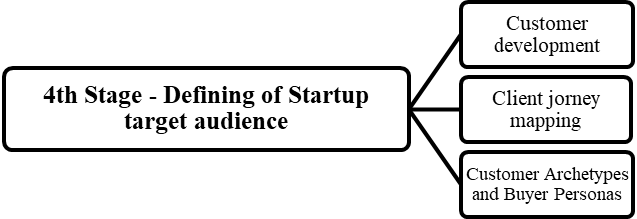 4th Stage - Defining of Startup
target audience
Customer
development
Client jorney
mapping
Customer Archetypes
and Buyer Personas